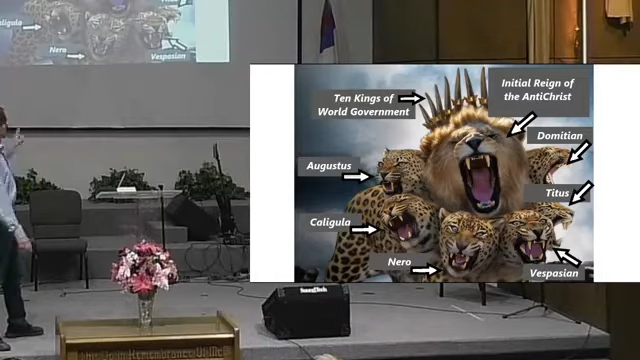 Caligula
Nero
Vespasian
Ten Kings of
World Government
Initial Reign of
the AntiChrist
Domitian
Augustus
Titus
Caligula
Nero
Vespasian